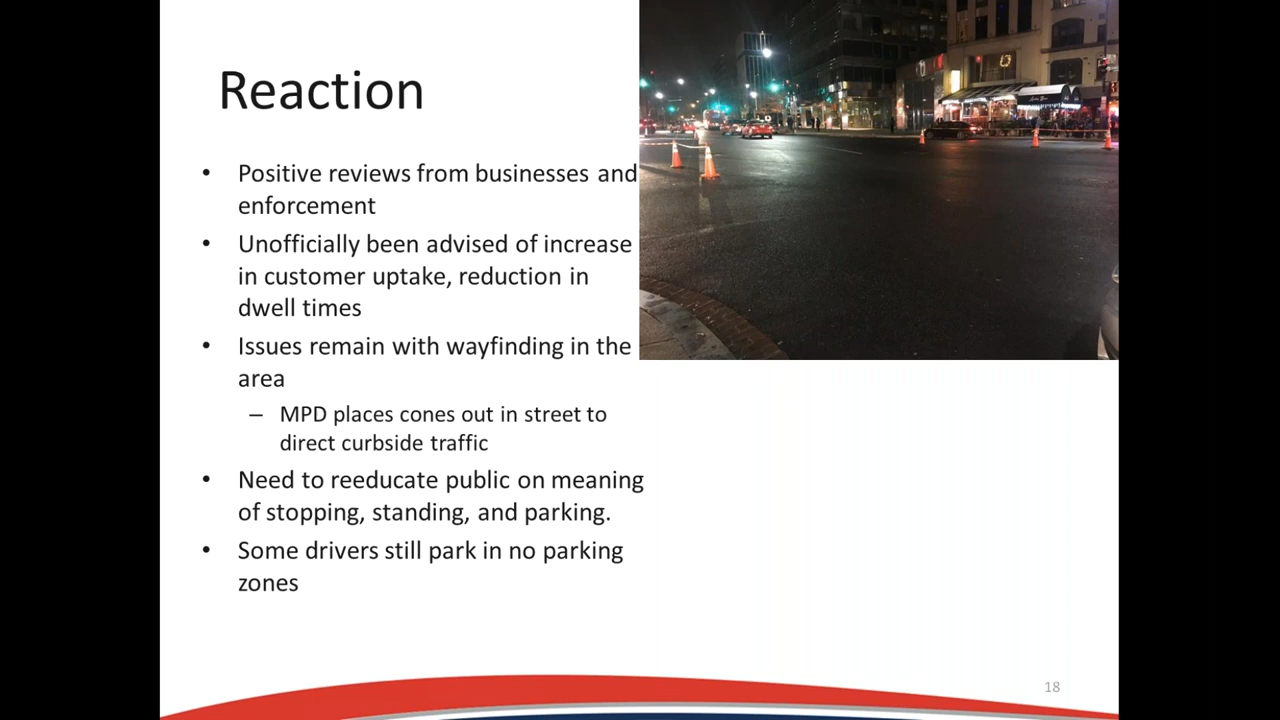 Reaction
• Positive reviews from businesses and
enforcement
• Unofficially been advised of increase
in customer uptake, reduction in
dwell times
• Issues remain with wayfinding in the
area
– MPD places cones out in street to
direct curbside traffic
• Need to reeducate public on meaning
of stopping, standing, and parking.
• Some drivers still park in no parking
zones
18